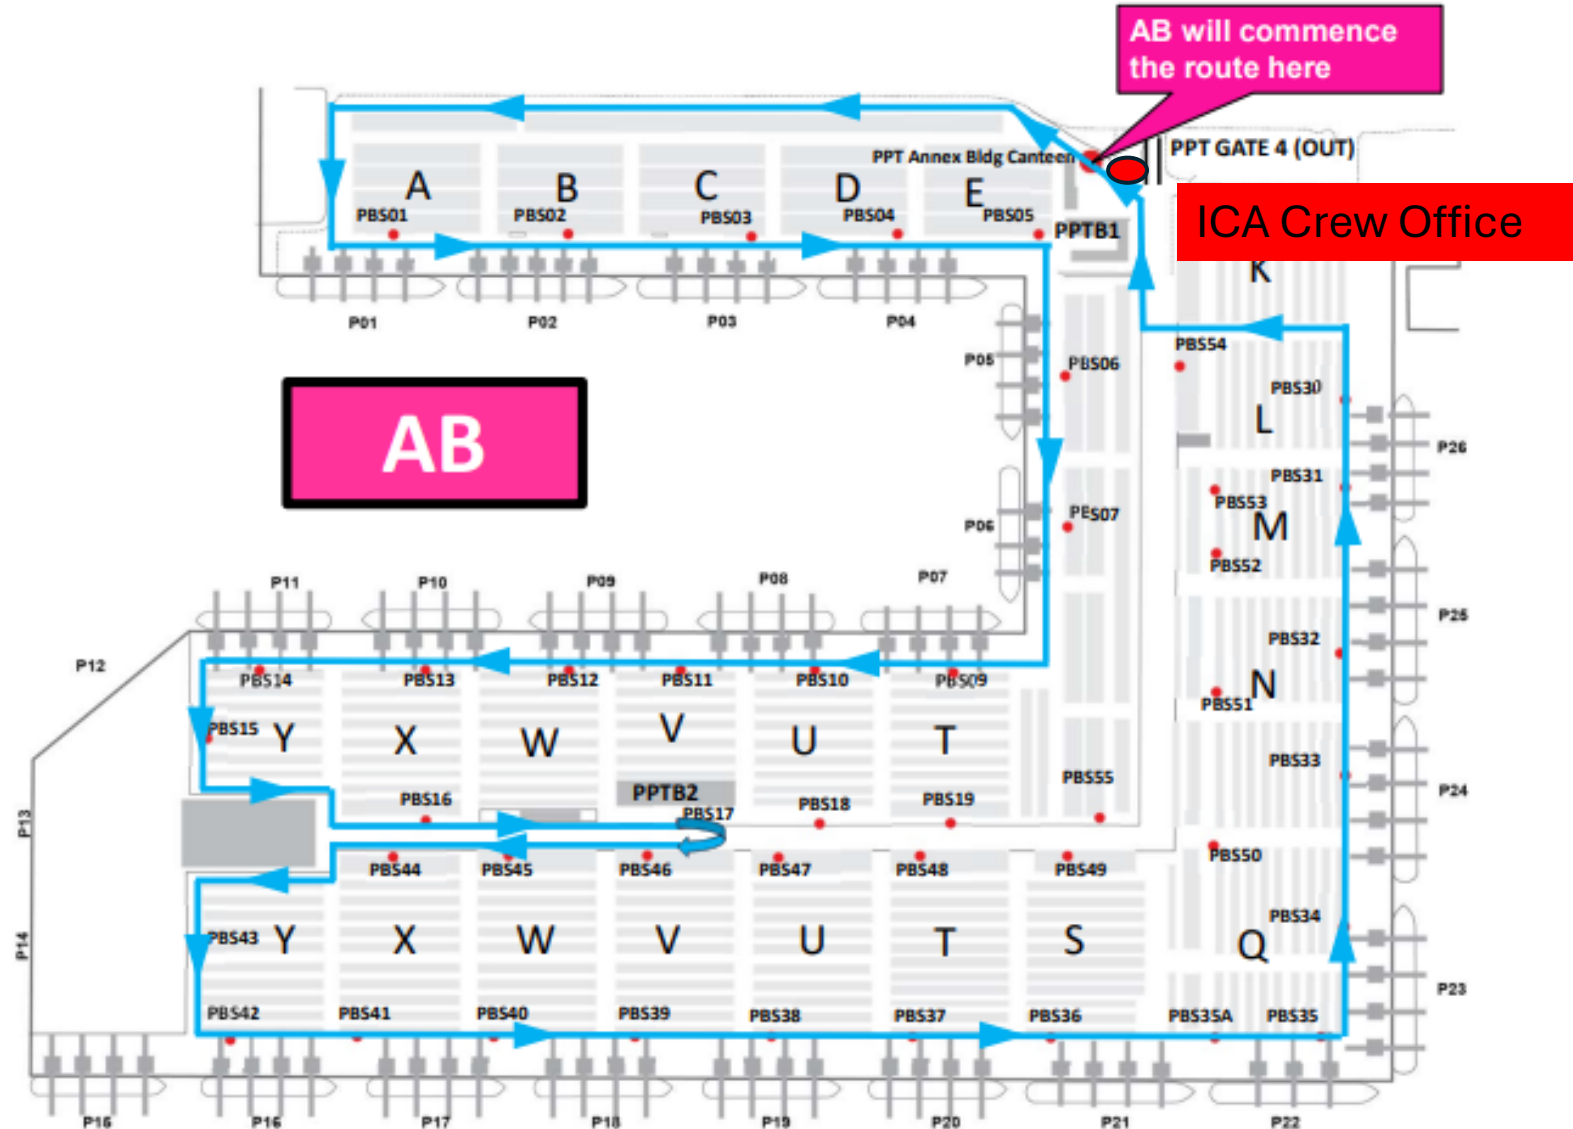 AB will commence
the route here
PPT GATE 4 (OUT)
PPT Annex Bldg Canteen
ICA Crew Office
A
B
C
D
E
K
PBS01
PBS02
PBS03
PBS04
PBS05
PPTB1
P01
P02
P03
P04
P05
PBS06
PBS54
PBS30
L
P26
AB
PBS31
PBS53
M
PBS07
P06
PBS52
P11
P10
P09
P08
P07
P25
PBS32
P12
PBS14
PBS13
PBS12
PBS11
PBS10
PBS09
N
PBS51
PBS15
Y
X
W
V
U
T
PBS33
PBS55
P24
PPTB2
PBS16
PBS17
PBS18
PBS19
P13
PBS44
PBS45
PBS46
PBS47
PBS48
PBS49
PBS50
PBS34
P14
PBS43
Y
X
W
V
U
T
S
Q
P23
PBS42
PBS41
PBS40
PBS39
PBS38
PBS37
PBS36
PBS35A
PBS35
P15
P16
P17
P18
P19
P20
P21
P22